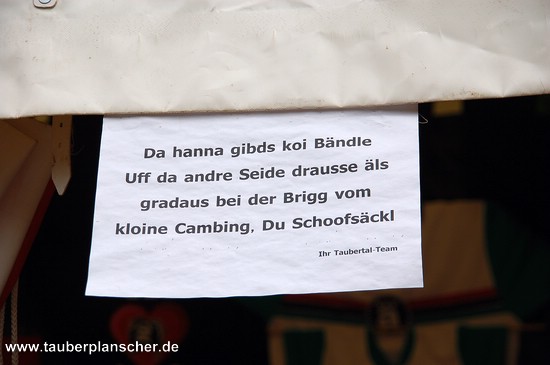 Da hanna gibds koi Bändle
Uff da andre Seide drausse äls
gradaus bei der Brigg vom
kloine Cambing, Du Schoofsäckl
Ihr Taubertal-Team
www.tauberplanscher.de